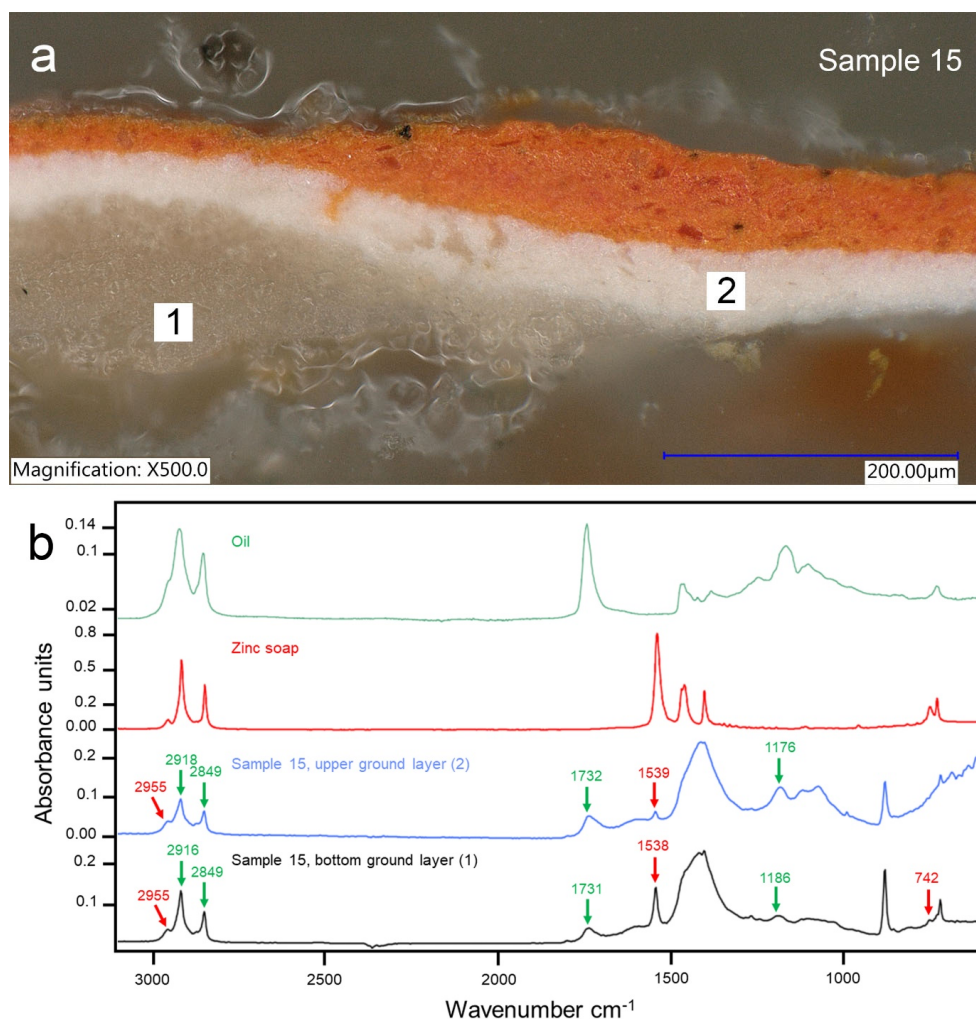 a
Sample 15
1
2
Magnification: X500.0
200.00µm
b
0.14
0.1
0.02
Oil
0.8
0.5
0.2
0.00
Zinc soap
0.2
0.1
0.00
Sample 15, upper ground layer (2)
2955
2918
2849
1732
1539
1176
0.2
0.1
Sample 15, bottom ground layer (1)
2955
2916
2849
1731
1538
1186
742
Absorbance units
3000
2500
2000
1500
1000
Wavenumber cm⁻¹